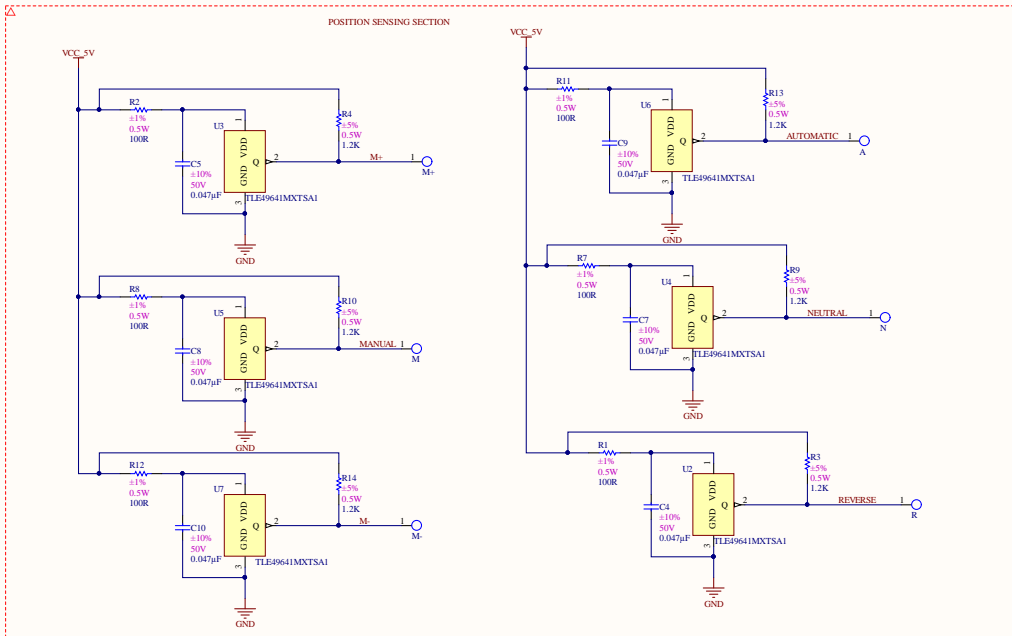 POSITION SENSING SECTION
VCC_5V
R2
±1%
0.5W
100R
R4
±5%
0.5W
1.2K
U3
1
VDD
GND
Q
2
3
C5
±10%
50V
0.047µF
TLE49641MXTSA1
M+
1
M+
GND
R8
±1%
0.5W
100R
R10
±5%
0.5W
1.2K
U5
1
VDD
GND
Q
2
3
C8
±10%
50V
0.047µF
TLE49641MXTSA1
MANUAL
1
M
GND
R12
±1%
0.5W
100R
R14
±5%
0.5W
1.2K
U7
1
VDD
GND
Q
2
3
C10
±10%
50V
0.047µF
TLE49641MXTSA1
M-
1
M-
GND
VCC_5V
R11
±1%
0.5W
100R
R13
±5%
0.5W
1.2K
U6
1
VDD
GND
Q
2
3
C9
±10%
50V
0.047µF
TLE49641MXTSA1
AUTOMATIC
1
A
GND
R7
±1%
0.5W
100R
R9
±5%
0.5W
1.2K
U4
1
VDD
GND
Q
2
3
C7
±10%
50V
0.047µF
TLE49641MXTSA1
NEUTRAL
1
N
GND
R1
±1%
0.5W
100R
R3
±5%
0.5W
1.2K
U2
1
VDD
GND
Q
2
3
C4
±10%
50V
0.047µF
TLE49641MXTSA1
REVERSE
1
R
GND